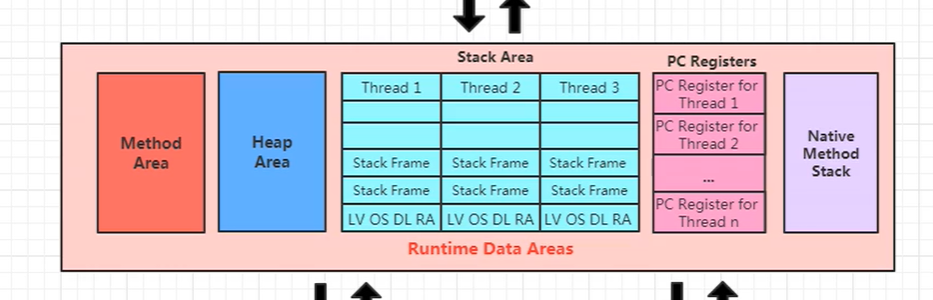 Stack Area
PC Registers
Method
Area
Heap
Area
Thread 1
Thread 2
Thread 3
Stack Frame
Stack Frame
Stack Frame
Stack Frame
Stack Frame
Stack Frame
LV OS DL RA
LV OS DL RA
LV OS DL RA
PC Register for
Thread 1
PC Register for
Thread 2
...
PC Register for
Thread n
Native
Method
Stack
Runtime Data Areas